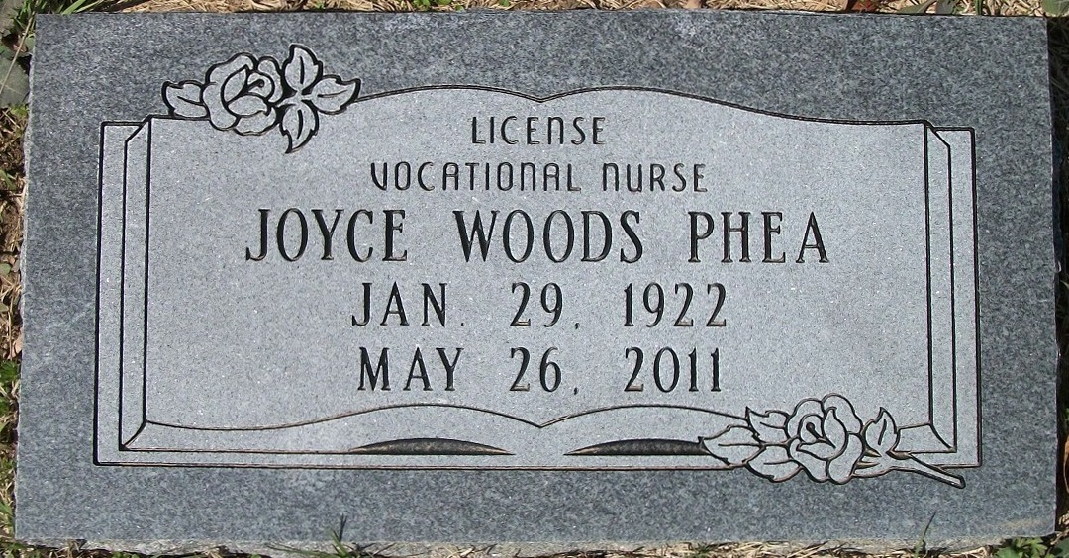 LICENSE
VOCATIONAL NURSE
JOYCE WOODS PHEA
JAN. 29, 1922
MAY 26, 2011